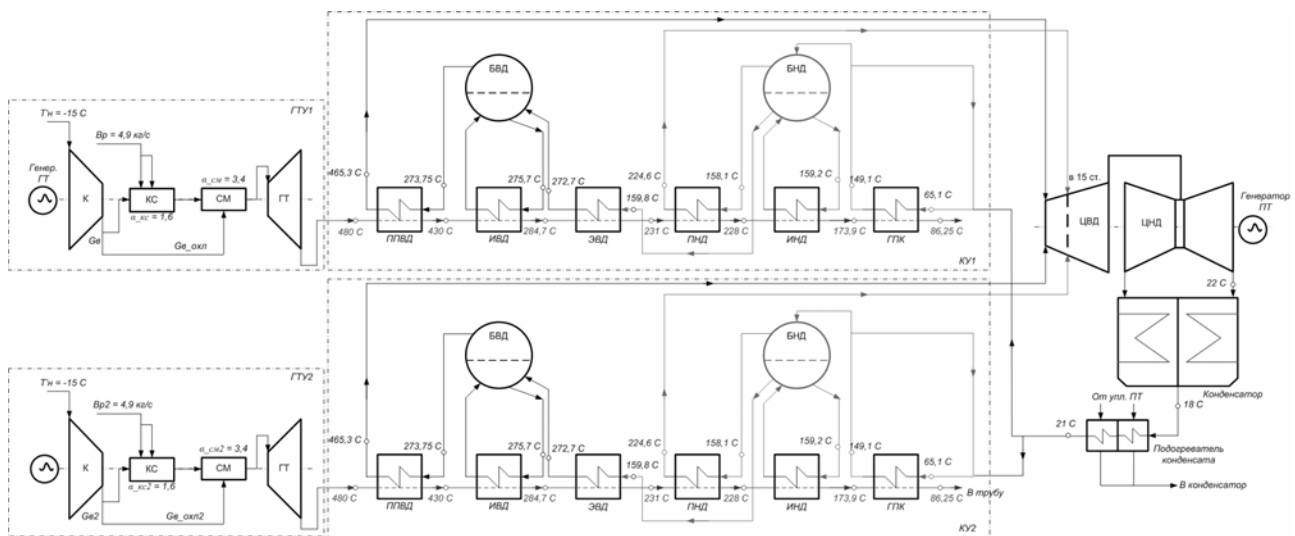 ГТУ1
Т'н = -15 С
Вр = 4,9 кг/с
Генер.
ГТ
К
КС
α_кс = 1,6
α_см = 3,4
СМ
ГТ
Gв
Gв_охл
БВД
БНД
465,3 С
273,75 С
275,7 С
272,7 С
159,8 С
224,6 С
158,1 С
159,2 С
149,1 С
65,1 С
480 С
ППВД
430 С
ИВД
284,7 С
ЭВД
231 С
ПНД
228 С
ИНД
173,9 С
ГПК
86,25 С
КУ1
в 15 ст.
ЦВД
ЦНД
Генератор
ПТ
22 С
Конденсатор
От упл. ПТ
18 С
21 С
Подогреватель
конденсата
В конденсатор
ГТУ2
Т'н = -15 С
Вр2 = 4,9 кг/с
К
КС
α_кс2 = 1,6
α_см2 = 3,4
СМ
ГТ
Gв2
Gв_охл2
БВД
БНД
465,3 С
273,75 С
275,7 С
272,7 С
159,8 С
224,6 С
158,1 С
159,2 С
149,1 С
65,1 С
480 С
ППВД
430 С
ИВД
284,7 С
ЭВД
231 С
ПНД
228 С
ИНД
173,9 С
ГПК
86,25 С
В трубу
КУ2